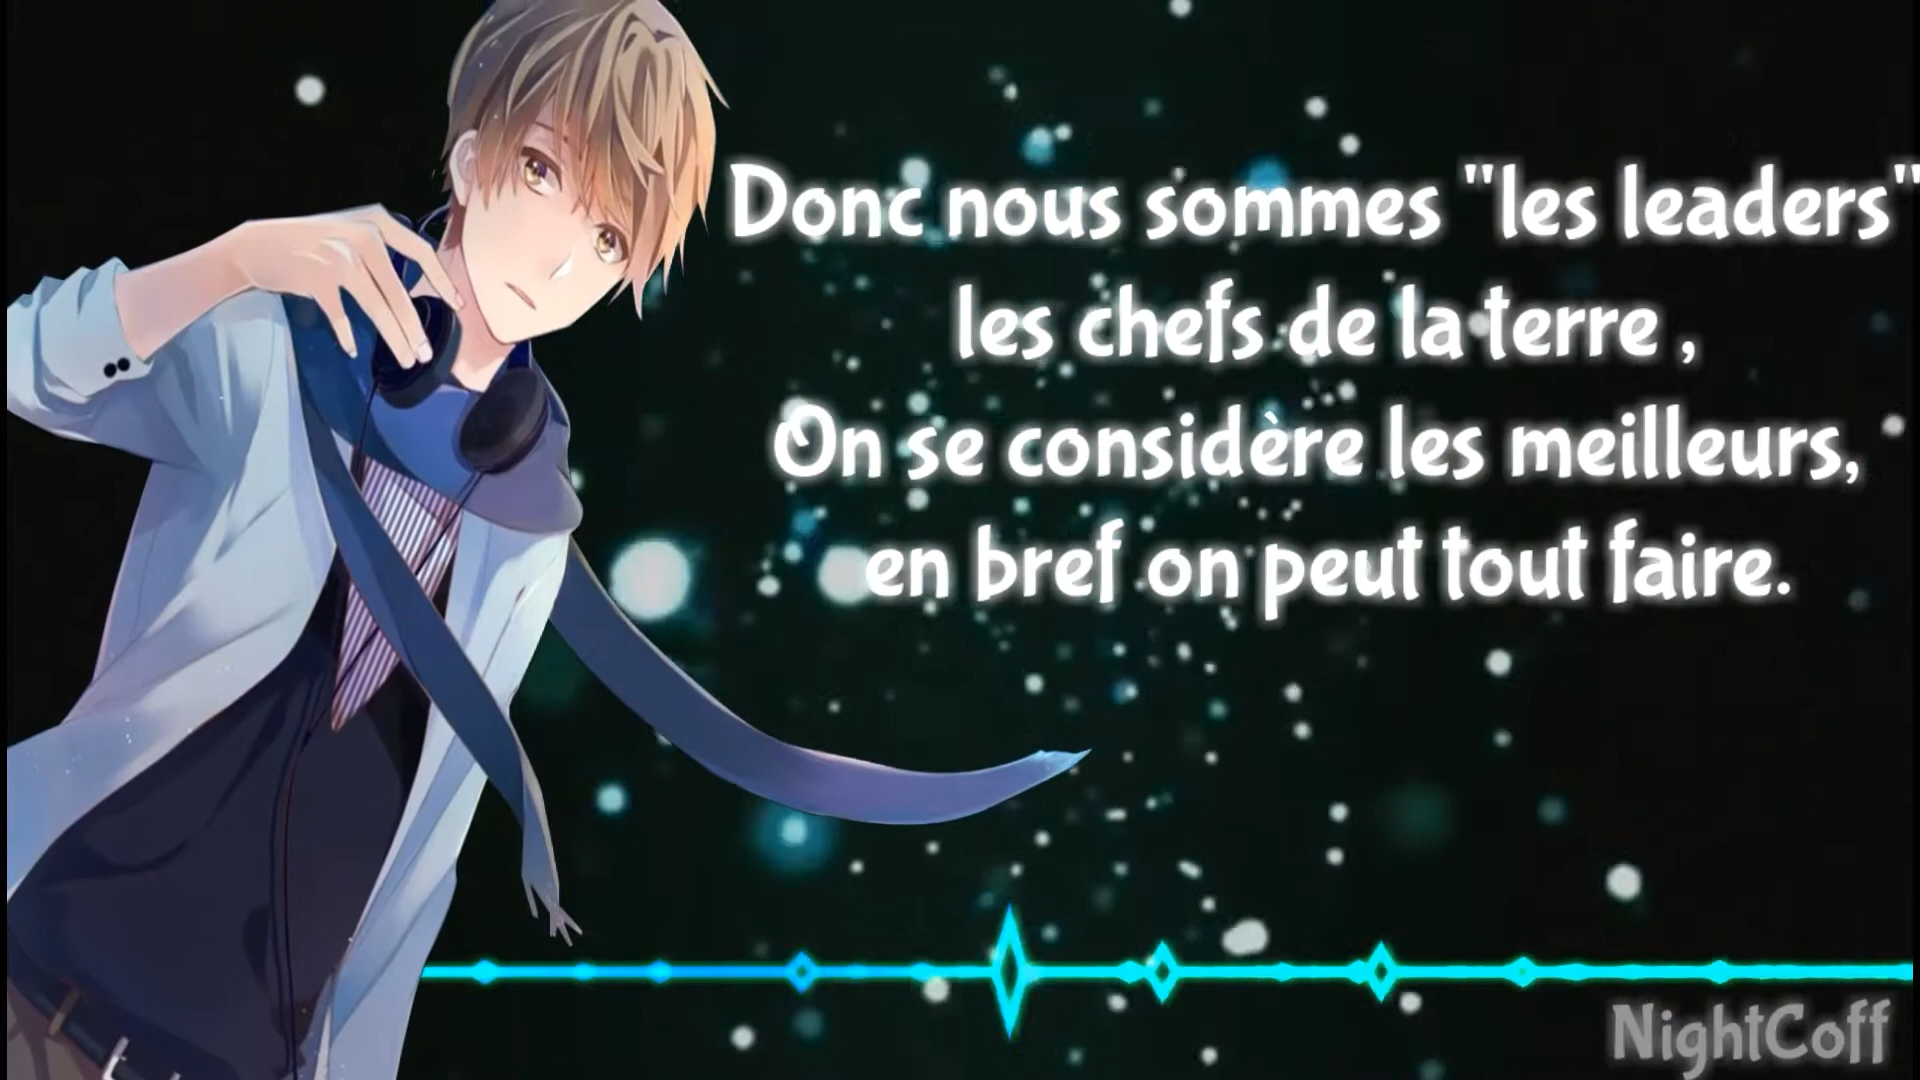 Donc nous sommes "les leaders"
les chefs de la terre ,
On se considère les meilleurs,
en bref on peut tout faire.
NightCoff